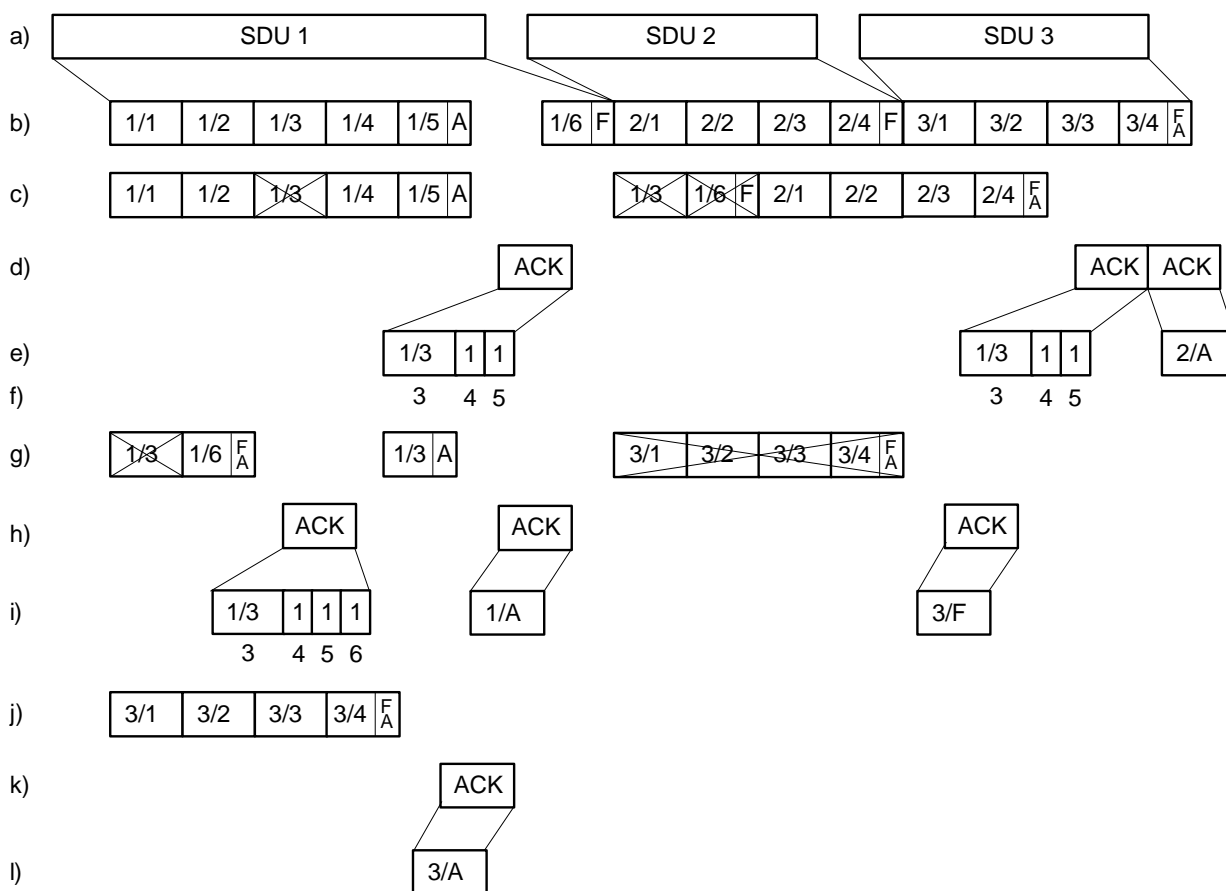 a) SDU 1 SDU 2 SDU 3
b) 1/1 1/2 1/3 1/4 1/5 A 1/6 F 2/1 2/2 2/3 2/4 F 3/1 3/2 3/3 3/4 F A
c) 1/1 1/2 1/3 1/4 1/5 A 1/3 1/6 F 2/1 2/2 2/3 2/4 F A
d) ACK ACK ACK
e) 1/3 1 1 1/3 1 1 2/A
f) 3 4 5 3 4 5
g) 1/3 1/6 F A 1/3 A 3/1 3/2 3/3 3/4 F A
h) ACK ACK ACK
i) 1/3 1 1 1 1/A 3/F
3 4 5 6
j) 3/1 3/2 3/3 3/4 F A
k) ACK
l) 3/A